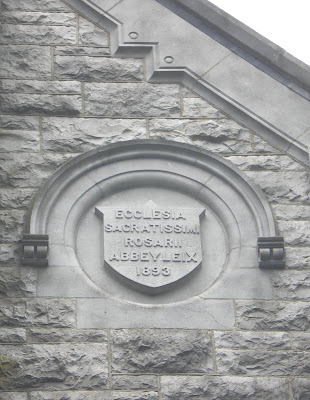 ECCLESIA
SACRATISSIMI
ROSARII
ABBEYLEIX
1893